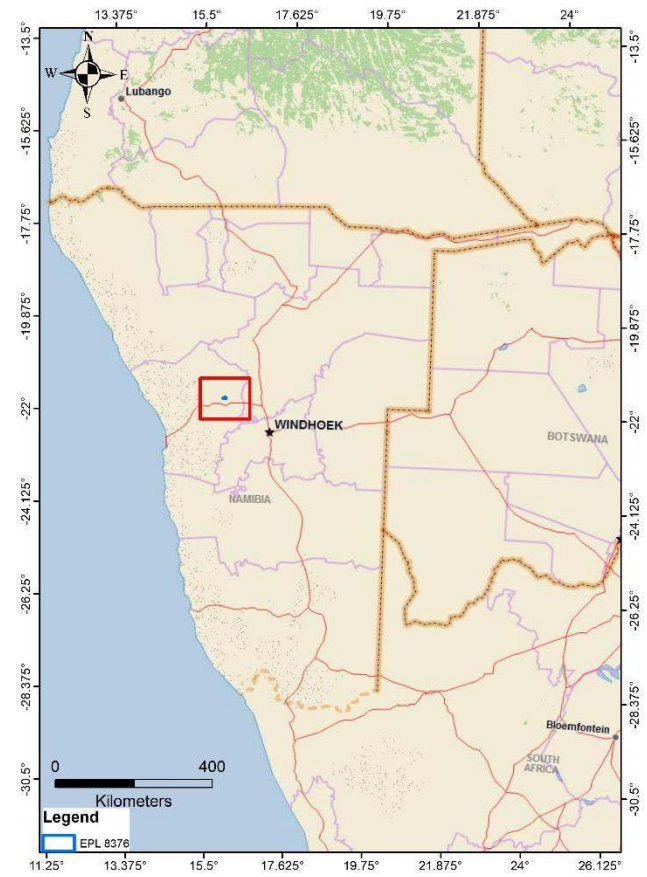 13.375° 15.5° 17.625° 19.75° 21.875° 24°
-13.5° -13.5°
N
W E
S
Lubango
-15.625° -15.625°
-17.75° -17.75°
-19.875° -19.875°
-22° -22°
WINDHOEK
BOTSWANA
-24.125° -24.125°
NAMIBIA
-26.25° -26.25°
-28.375° -28.375°
Bloemfontein
SOUTH
AFRICA
-30.5° -30.5°
0 400
Kilometers
Legend
EPL 8376
11.25° 13.375° 15.5° 17.625° 19.75° 21.875° 24° 26.125°